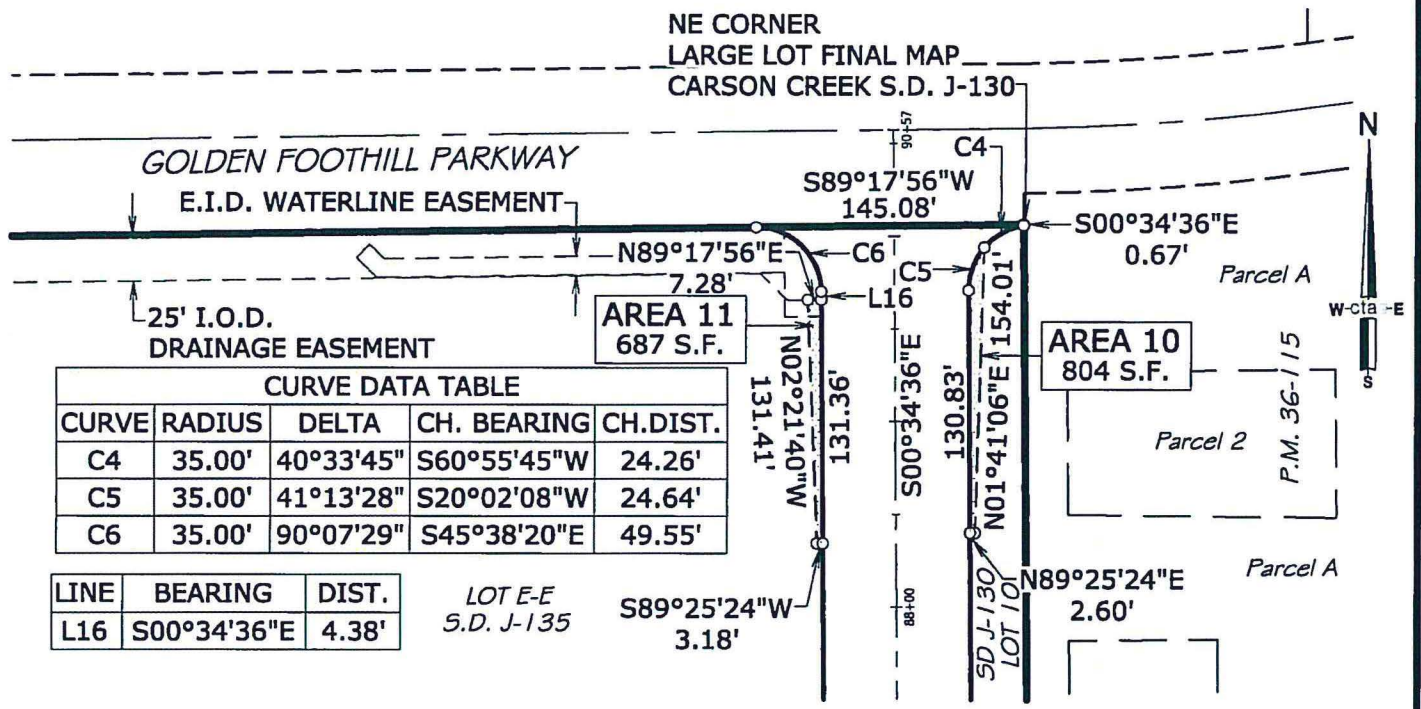 NE CORNER
LARGE LOT FINAL MAP
CARSON CREEK S.D. J-130
N
90+57
C4
GOLDEN FOOTHILL PARKWAY
S89°17'56"W
145.08'
E.I.D. WATERLINE EASEMENT
S00°34'36"E
0.67'
N89°17'56"E
7.28'
C6
C5
L16
Parcel A
W-cta-E
S
25' I.O.D.
DRAINAGE EASEMENT
AREA 11
687 S.F.
AREA 10
804 S.F.
N02°21'40"W
131.41'
131.36'
S00°34'36"E
130.83'
N01°41'06"E 154.01'
P.M. 36-115
Parcel 2
CURVE DATA TABLE
CURVE RADIUS DELTA CH. BEARING CH.DIST.
C4 35.00' 40°33'45" S60°55'45"W 24.26'
C5 35.00' 41°13'28" S20°02'08"W 24.64'
C6 35.00' 90°07'29" S45°38'20"E 49.55'
LINE BEARING DIST.
L16 S00°34'36"E 4.38'
LOT E-E
S.D. J-135
S89°25'24"W
3.18'
88+00
SD J-130
LOT 101
N89°25'24"E
2.60'
Parcel A